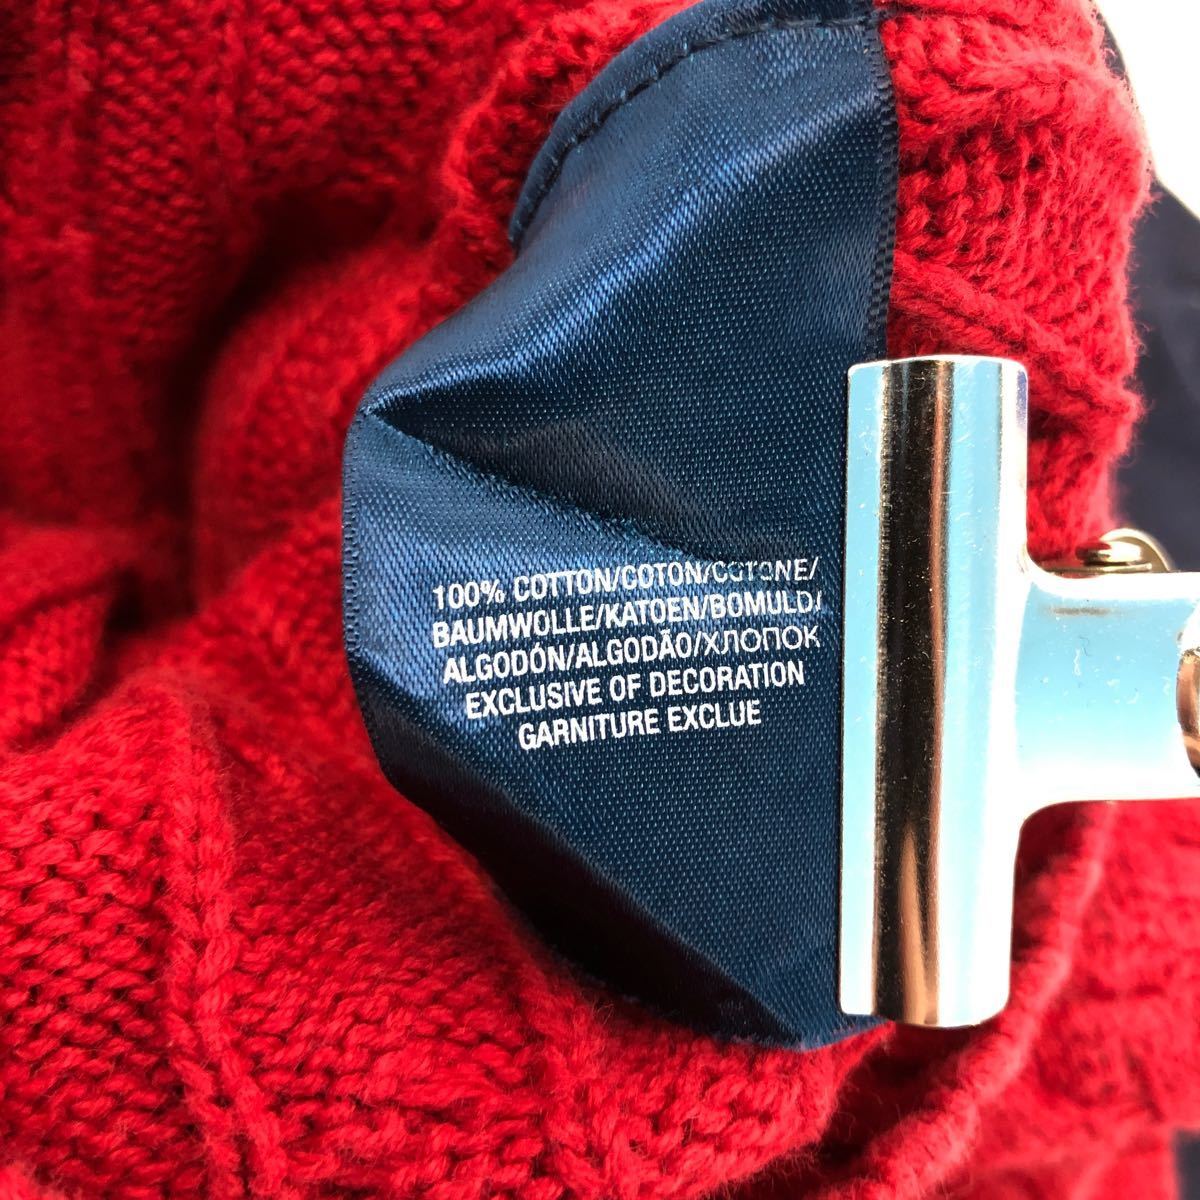 100% COTTON/COTON/COTONE/
BAUMWOLLE/KATOEN/BOMULD/
ALGODÓN/ALGODÃO/ХЛОПОК
EXCLUSIVE OF DECORATION
GARNITURE EXCLUE